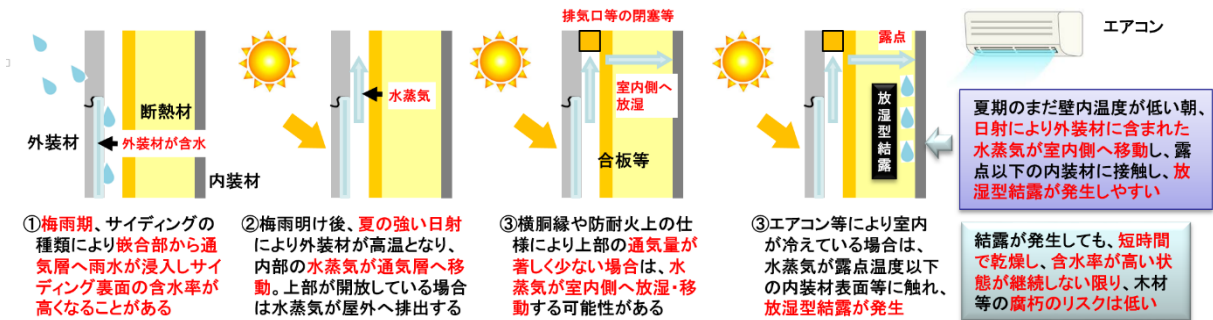 断熱材
外装材
外装材が含水
内装材
①梅雨期、サイディングの
種類により嵌合部から通
気層へ雨水が浸入しサイ
ディング裏面の含水率が
高くなることがある
水蒸気
②梅雨明け後、夏の強い日射
により外装材が高温となり、
内部の水蒸気が通気層へ移
動。上部が開放している場合
は水蒸気が屋外へ排出する
排気口等の閉塞等
室内側へ
放湿
合板等
③横胴縁や防耐火上の仕
様により上部の通気量が
著しく少ない場合は、水
蒸気が室内側へ放湿・移
動する可能性がある
露点
放湿型結露
③エアコン等により室内
が冷えている場合は、
水蒸気が露点温度以下
の内装材表面等に触れ、
放湿型結露が発生
エアコン
夏期のまだ壁内温度が低い朝、
日射により外装材に含まれた
水蒸気が室内側へ移動し、露
点以下の内装材に接触し、放
湿型結露が発生しやすい
結露が発生しても、短時間
で乾燥し、含水率が高い状
態が継続しない限り、木材
等の腐朽のリスクは低い